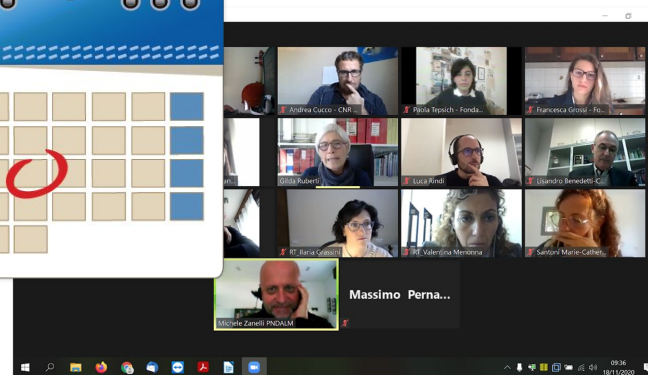 Andrea Cucco - CNR ...
Paola Tepsich - Fonda...
Francesca Grossi - Fo...
an...
Gilda Ruberti
Luca Rindi
Lisandro Benedetti-C...
RT_Ilaria Grassini
RT_Valentina Menonna
Santoni Marie-Cather...
Michele Zanelli PNDALM
Massimo Perna...
09:36
18/11/2020